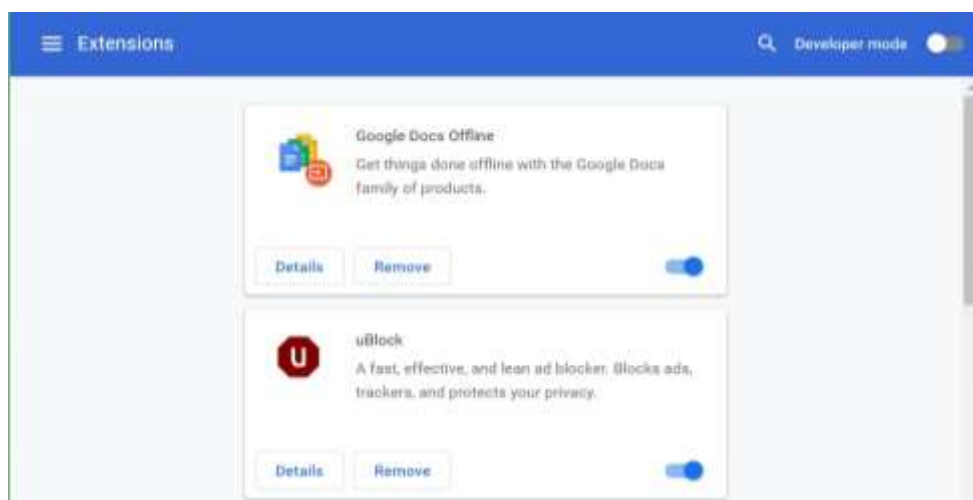 Extensions
Developer mode
Google Docs Offline
Get things done offline with the Google Docs
family of products.
Details Remove
U
uBlock
A fast, effective, and lean ad blocker. Blocks ads,
trackers, and protects your privacy.
Details Remove